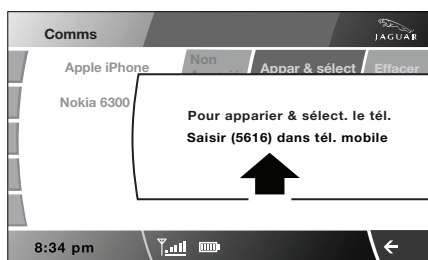 Comms
JAGUAR
Apple iPhone
Non
Appar & sélect
Effacer
Nokia 6300
Pour apparier & sélect. le tél.
Saisir (5616) dans tél. mobile
8:34 pm